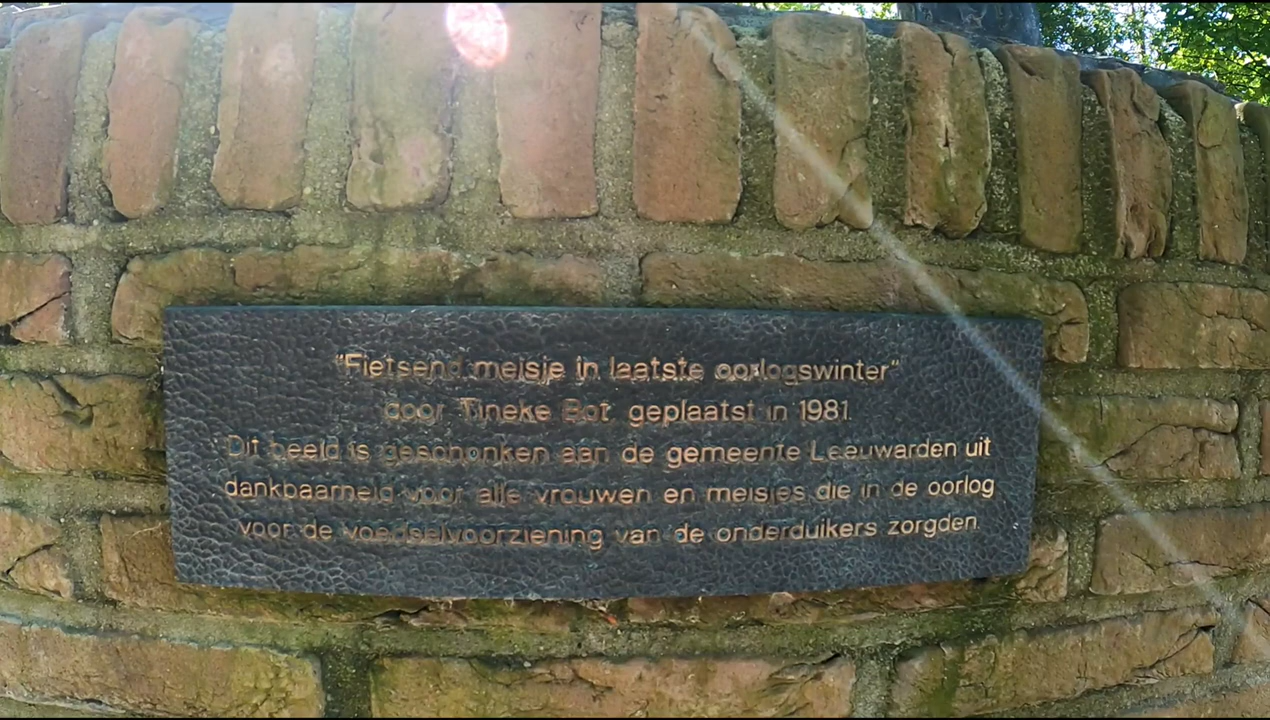 "Fietsend meisje in laatste oorlogswinter"
door Tineke Bot geplaatst in 1981.
Dit beeld is geschonken aan de gemeente Leeuwarden uit
dankbaarheid voor alle vrouwen en meisjes die in de oorlog
voor de voedselvoorziening van de onderduikers zorgden.